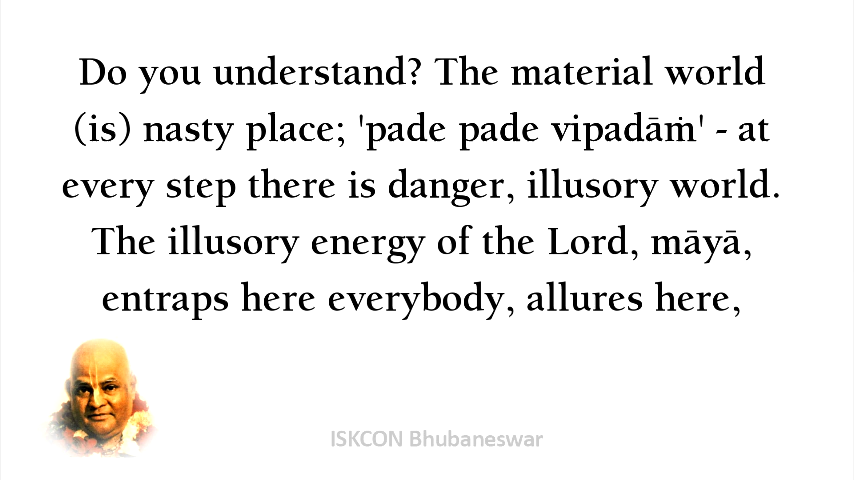 Do you understand? The material world
(is) nasty place; 'pade pade vipadāṁ' - at
every step there is danger, illusory world.
The illusory energy of the Lord, māyā,
entraps here everybody, allures here,
ISKCON Bhubaneswar